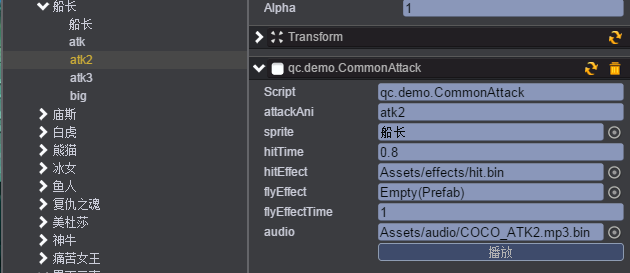 船长
船长
atk
atk2
atk3
big
庙斯
白虎
熊猫
冰女
鱼人
复仇之魂
美杜莎
神牛
痛苦女王
Alpha 1
Transform
qc.demo.CommonAttack
Script qc.demo.CommonAttack
attackAni atk2
sprite 船长
hitTime 0.8
hitEffect Assets/effects/hit.bin
flyEffect Empty(Prefab)
flyEffectTime 1
audio Assets/audio/COCO_ATK2.mp3.bin
播放